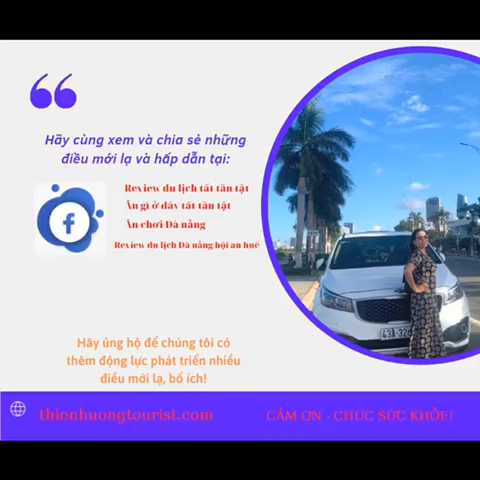 Hãy cùng xem và chia sẻ những
điều mới lạ và hấp dẫn tại:
Review du lịch tất tần tật
Ăn gì ở đây tất tần tật
Ăn chơi Đà nẵng
Review du lịch Đà nẵng hội an huế
Hãy ủng hộ để chúng tôi có
thêm động lực phát triển nhiều
điều mới lạ, bổ ích!
thienhuongtourist.com
CẢM ƠN - CHÚC SỨC KHỎE!